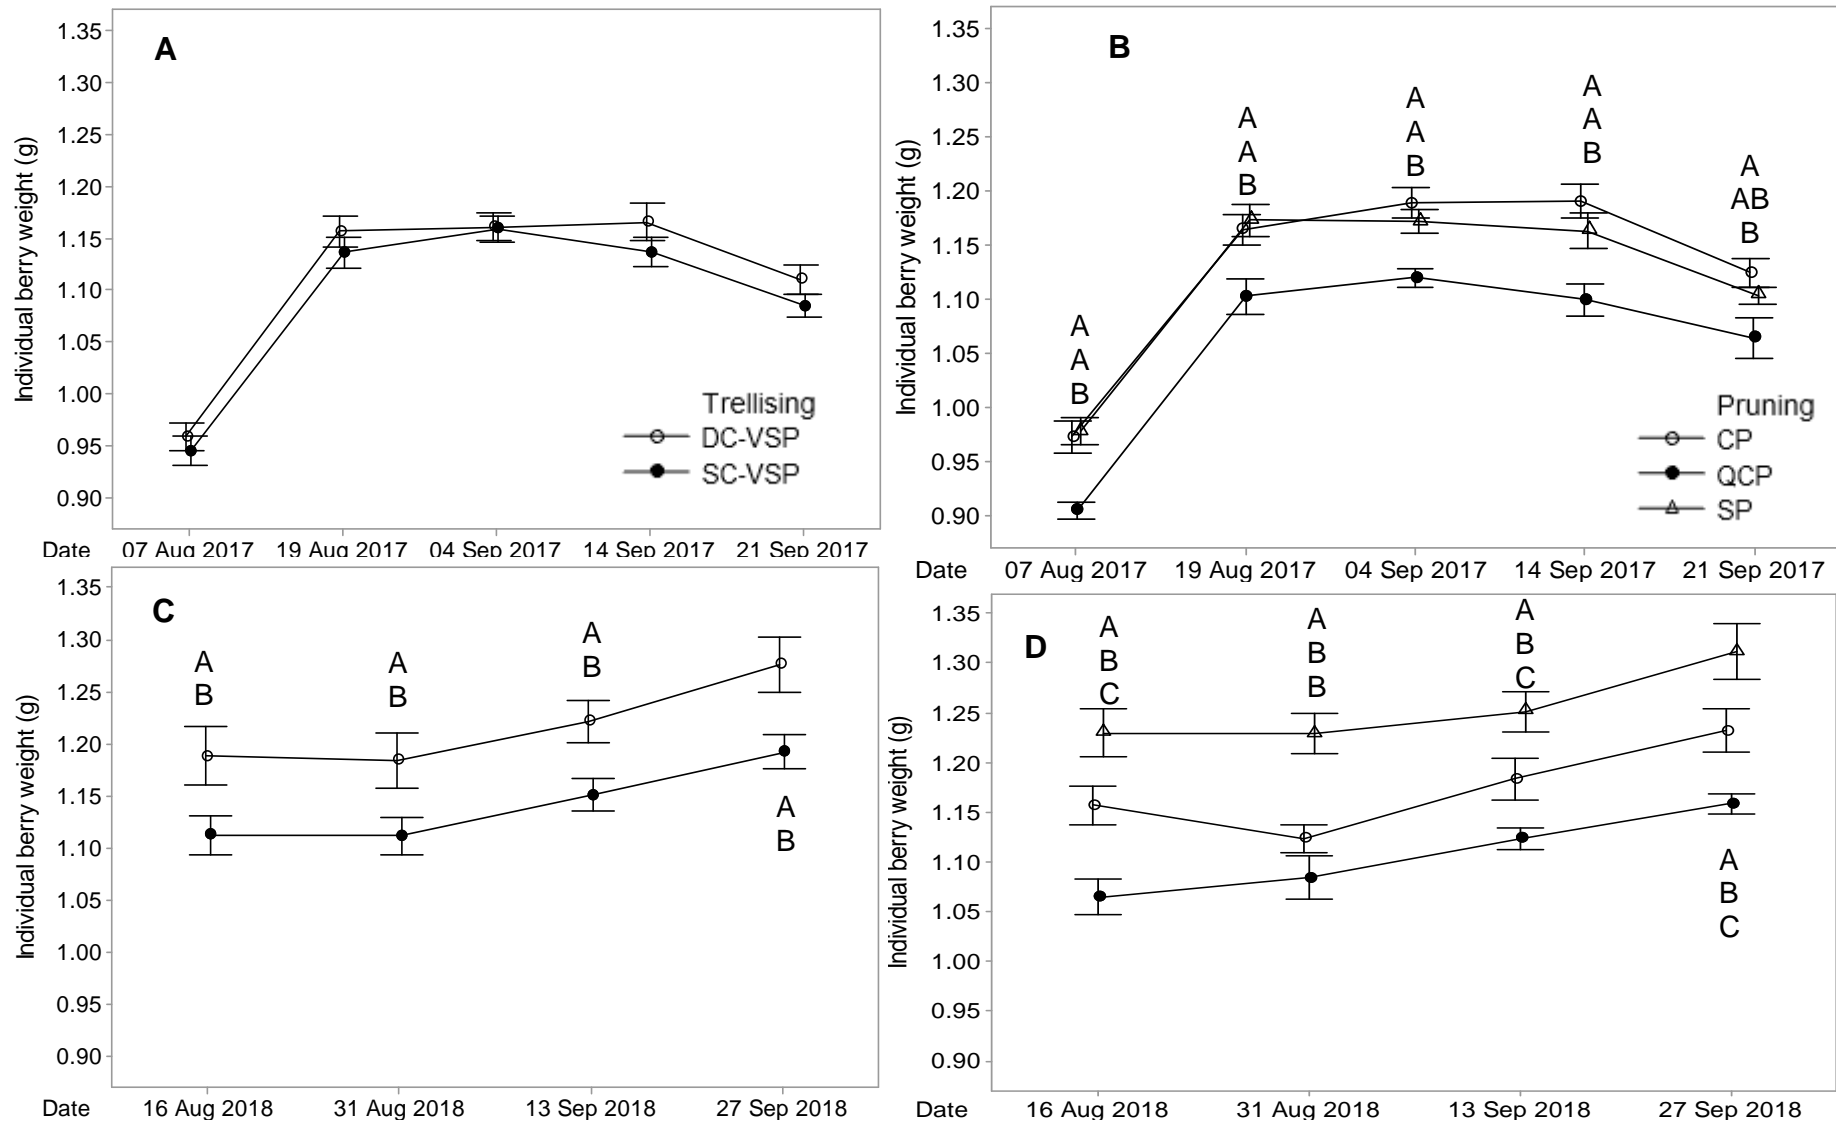 A
Individual berry weight (g)
1.35
1.30
1.25
1.20
1.15
1.10
1.05
1.00
0.95
0.90
Trellising
DC-VSP
SC-VSP
Date 07 Aug 2017 19 Aug 2017 04 Sep 2017 14 Sep 2017 21 Sep 2017
B
Individual berry weight (g)
1.35
1.30
1.25
1.20
1.15
1.10
1.05
1.00
0.95
0.90
A
A
B
A
A
B
A
A
B
A
A
B
A
AB
B
Pruning
CP
QCP
SP
Date 07 Aug 2017 19 Aug 2017 04 Sep 2017 14 Sep 2017 21 Sep 2017
C
Individual berry weight (g)
1.35
1.30
1.25
1.20
1.15
1.10
1.05
1.00
0.95
0.90
A
B
A
B
A
B
A
B
Date 16 Aug 2018 31 Aug 2018 13 Sep 2018 27 Sep 2018
D
Individual berry weight (g)
1.35
1.30
1.25
1.20
1.15
1.10
1.05
1.00
0.95
0.90
A
B
C
A
B
B
A
B
C
A
B
C
Date 16 Aug 2018 31 Aug 2018 13 Sep 2018 27 Sep 2018